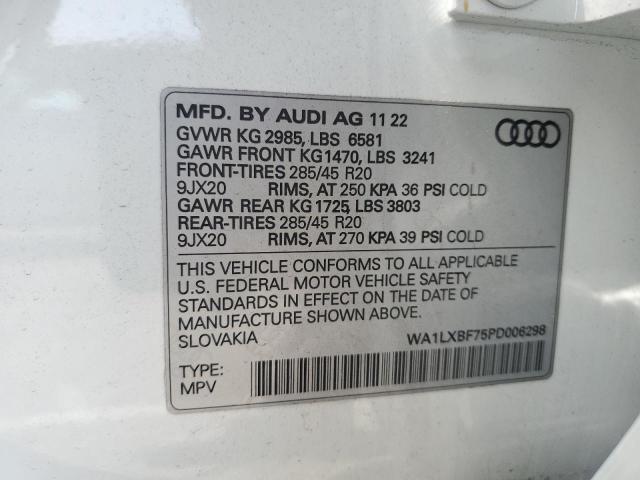 MFD. BY AUDI AG 11 22
GVWR KG 2985, LBS 6581
GAWR FRONT KG1470, LBS 3241
FRONT-TIRES 285/45 R20
9JX20 RIMS, AT 250 KPA 36 PSI COLD
GAWR REAR KG 1725, LBS 3803
REAR-TIRES 285/45 R20
9JX20 RIMS, AT 270 KPA 39 PSI COLD
THIS VEHICLE CONFORMS TO ALL APPLICABLE
U.S. FEDERAL MOTOR VEHICLE SAFETY
STANDARDS IN EFFECT ON THE DATE OF
MANUFACTURE SHOWN ABOVE.
SLOVAKIA WA1LXBF75PD006298
TYPE:
MPV